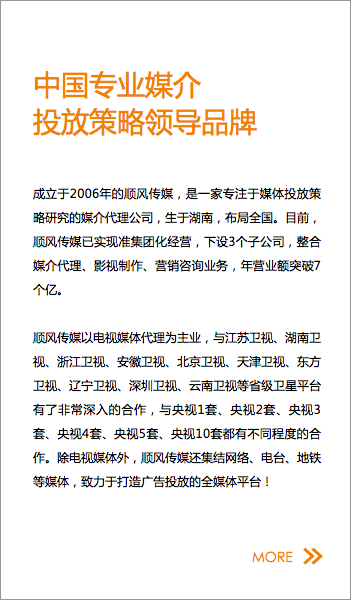 中国专业媒介
投放策略领导品牌
成立于2006年的顺风传媒，是一家专注于媒体投放策
略研究的媒介代理公司，生于湖南，布局全国。目前，
顺风传媒已实现准集团化经营，下设3个子公司，整合
媒介代理、影视制作、营销咨询业务，年营业额突破7
个亿。
顺风传媒以电视媒体代理为主业，与江苏卫视、湖南卫
视、浙江卫视、安徽卫视、北京卫视、天津卫视、东方
卫视、辽宁卫视、深圳卫视、云南卫视等省级卫星平台
有了非常深入的合作，与央视1套、央视2套、央视3
套、央视4套、央视5套、央视10套都有不同程度的合
作。除电视媒体外，顺风传媒还集结网络、电台、地铁
等媒体，致力于打造广告投放的全媒体平台！
MORE